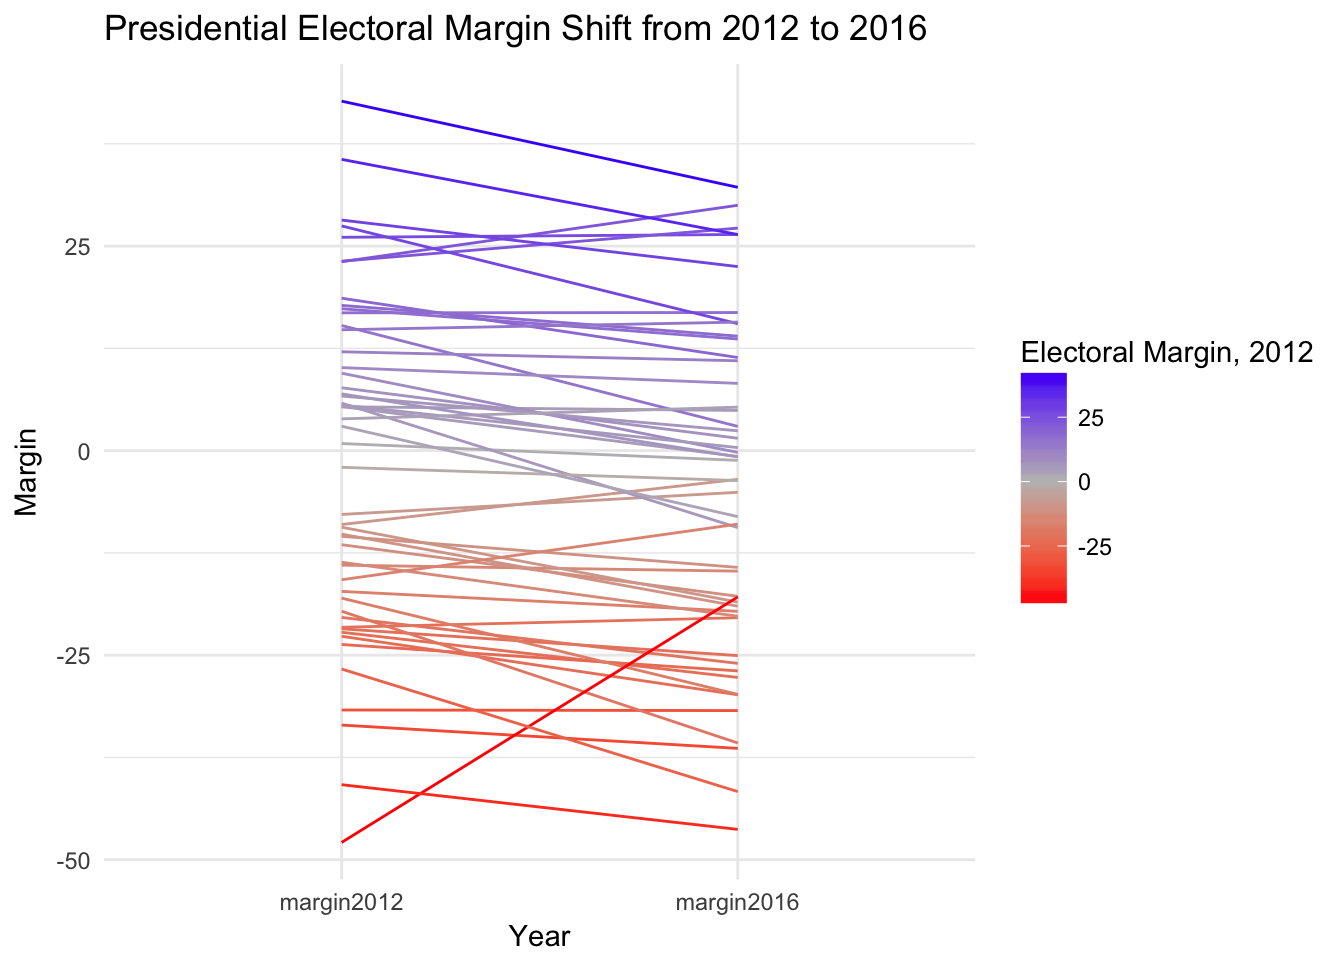 Presidential Electoral Margin Shift from 2012 to 2016
Margin
25
0
-25
-50
margin2012
margin2016
Year
Electoral Margin, 2012
25
0
-25